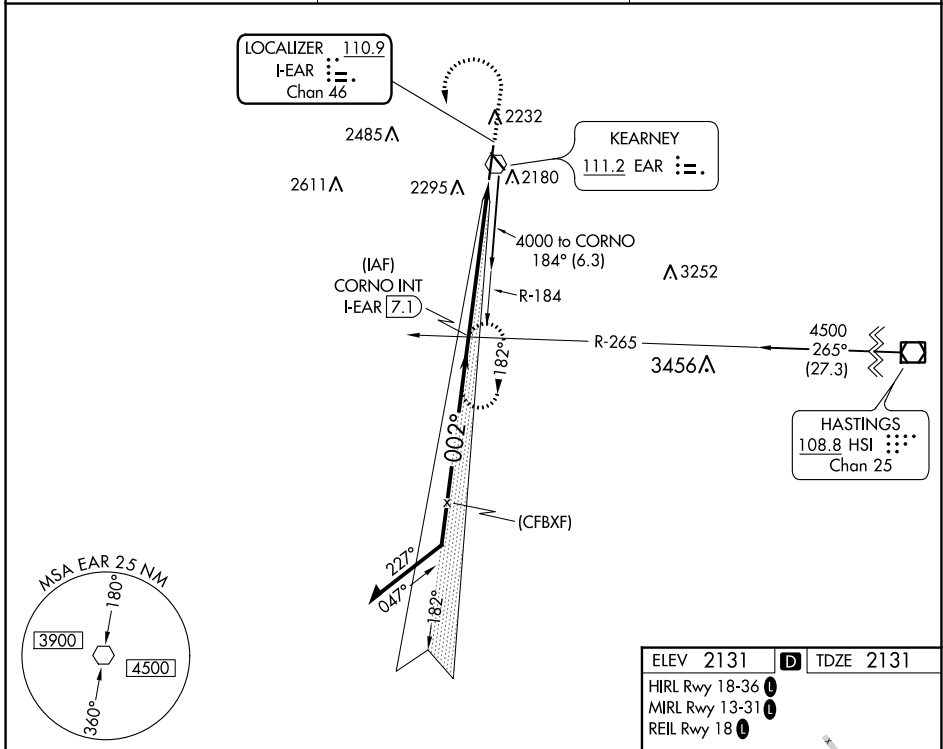 LOCALIZER 110.9
I-EAR
Chan 46
2232
2485
KEARNEY
111.2 EAR
2611
2295
2180
4000 to CORNO
184° (6.3)
(IAF)
CORNO INT
I-EAR 7.1
3252
R-184
R-265
4500
265°
(27.3)
182°
3456
HASTINGS
108.8 HSI
Chan 25
002°
(CFBXF)
227°
047°
182°
MSA EAR 25 NM
180°
3900
4500
360°
ELEV 2131 D TDZE 2131
HIRL Rwy 18-36 L
MIRL Rwy 13-31 L
REIL Rwy 18 L